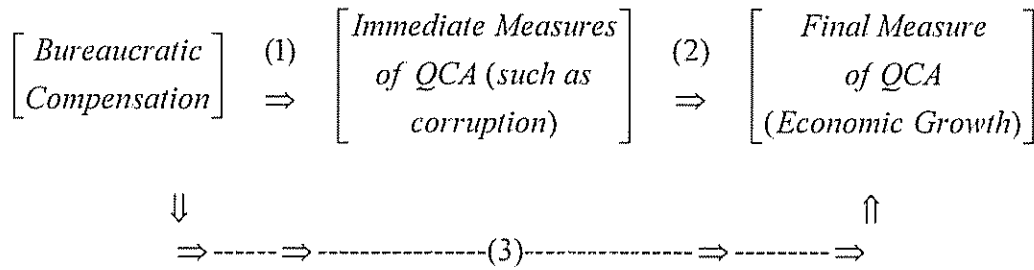 [Bureaucratic Compensation] (1) ⇒ [Immediate Measures of QCA (such as corruption)] (2) ⇒ [Final Measure of QCA (Economic Growth)]
⇓ ⇑
⇒ ----- ⇒ -----------------(3)----------------- ⇒ -------- ⇒